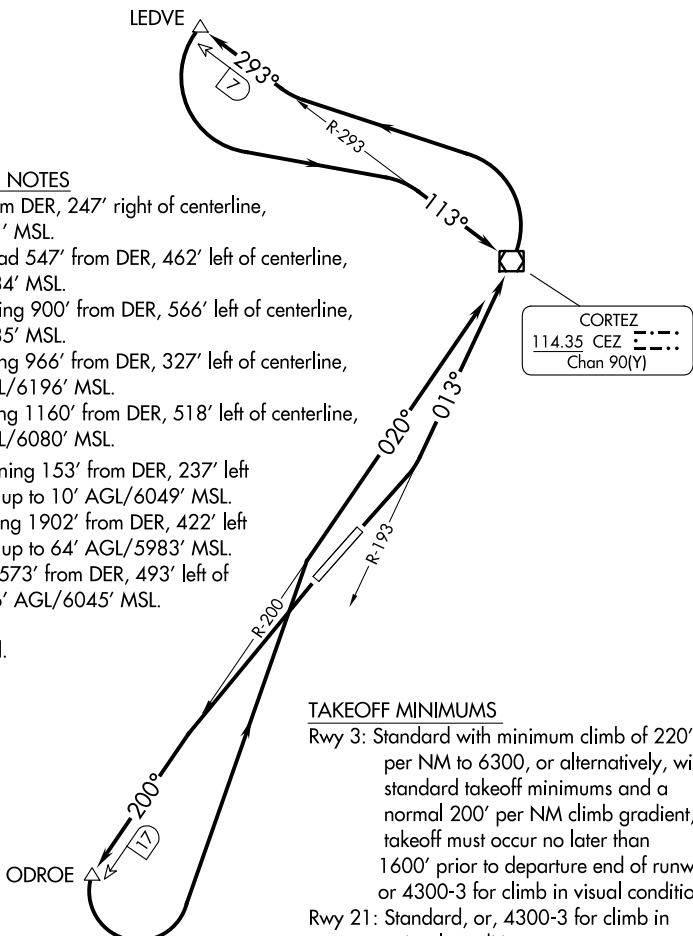 LEDVE
293°
7
R-293
113°
NOTES
m DER, 247' right of centerline,
' MSL.
ad 547' from DER, 462' left of centerline,
34' MSL.
ing 900' from DER, 566' left of centerline,
35' MSL.
ng 966' from DER, 327' left of centerline,
L/6196' MSL.
ng 1160' from DER, 518' left of centerline,
L/6080' MSL.
ning 153' from DER, 237' left
up to 10' AGL/6049' MSL.
ing 1902' from DER, 422' left
up to 64' AGL/5983' MSL.
573' from DER, 493' left of
' AGL/6045' MSL.
CORTEZ
114.35 CEZ
Chan 90(Y)
020°
013°
R-193
R-200
200°
17
ODROE
TAKEOFF MINIMUMS
Rwy 3: Standard with minimum climb of 220'
per NM to 6300, or alternatively, wi
standard takeoff minimums and a
normal 200' per NM climb gradient,
takeoff must occur no later than
1600' prior to departure end of runw
or 4300-3 for climb in visual conditio
Rwy 21: Standard, or, 4300-3 for climb in